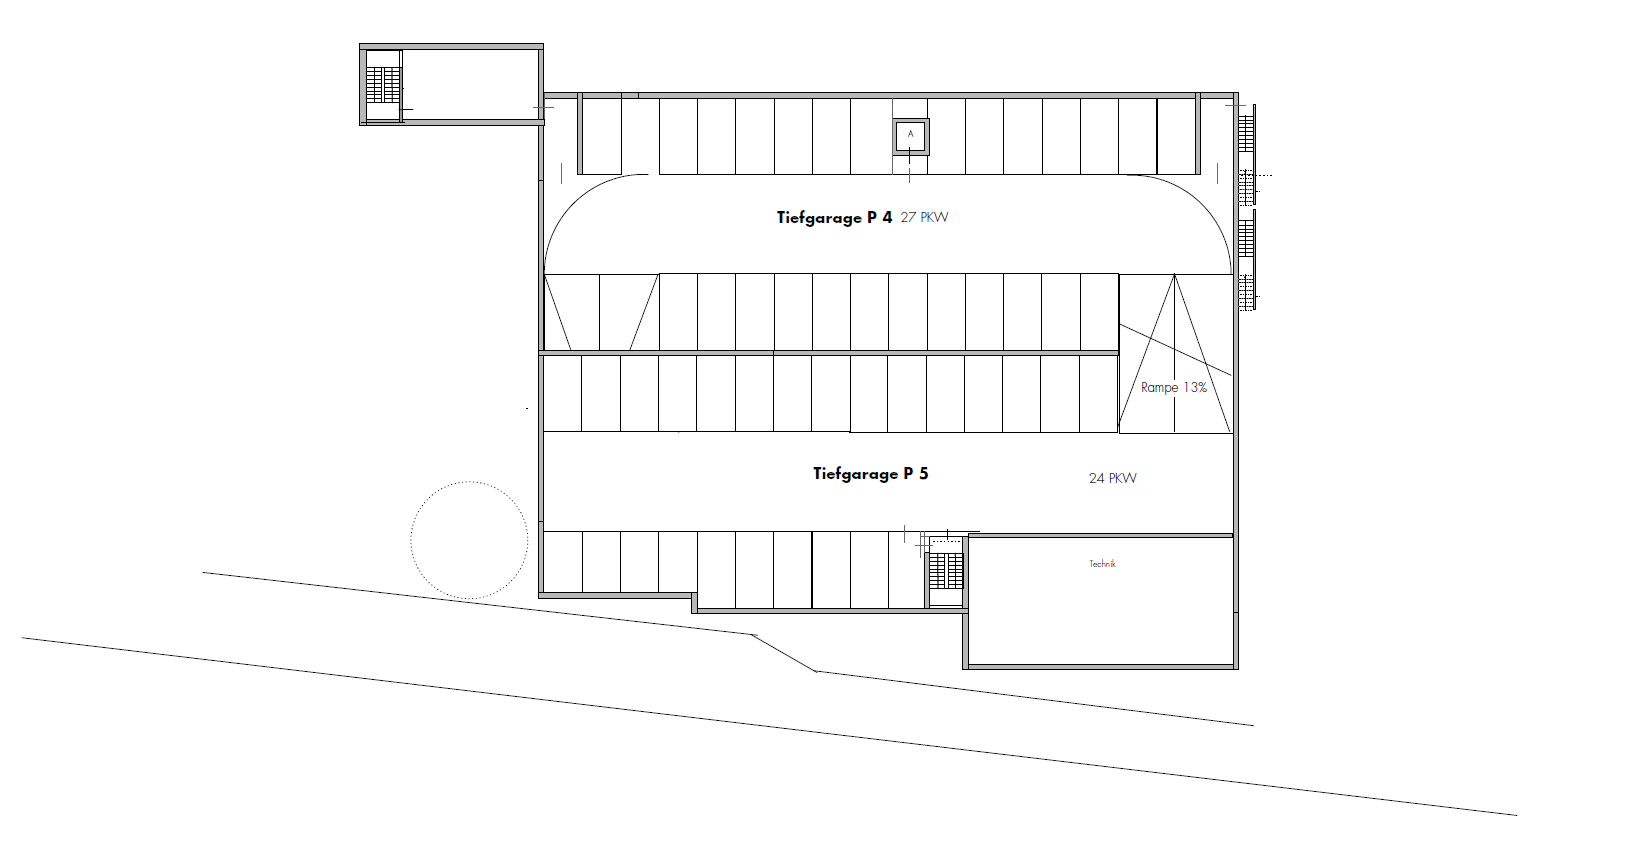 A
Tiefgarage P 4 27 PKW
Rampe 13%
Tiefgarage P 5
24 PKW
Technik